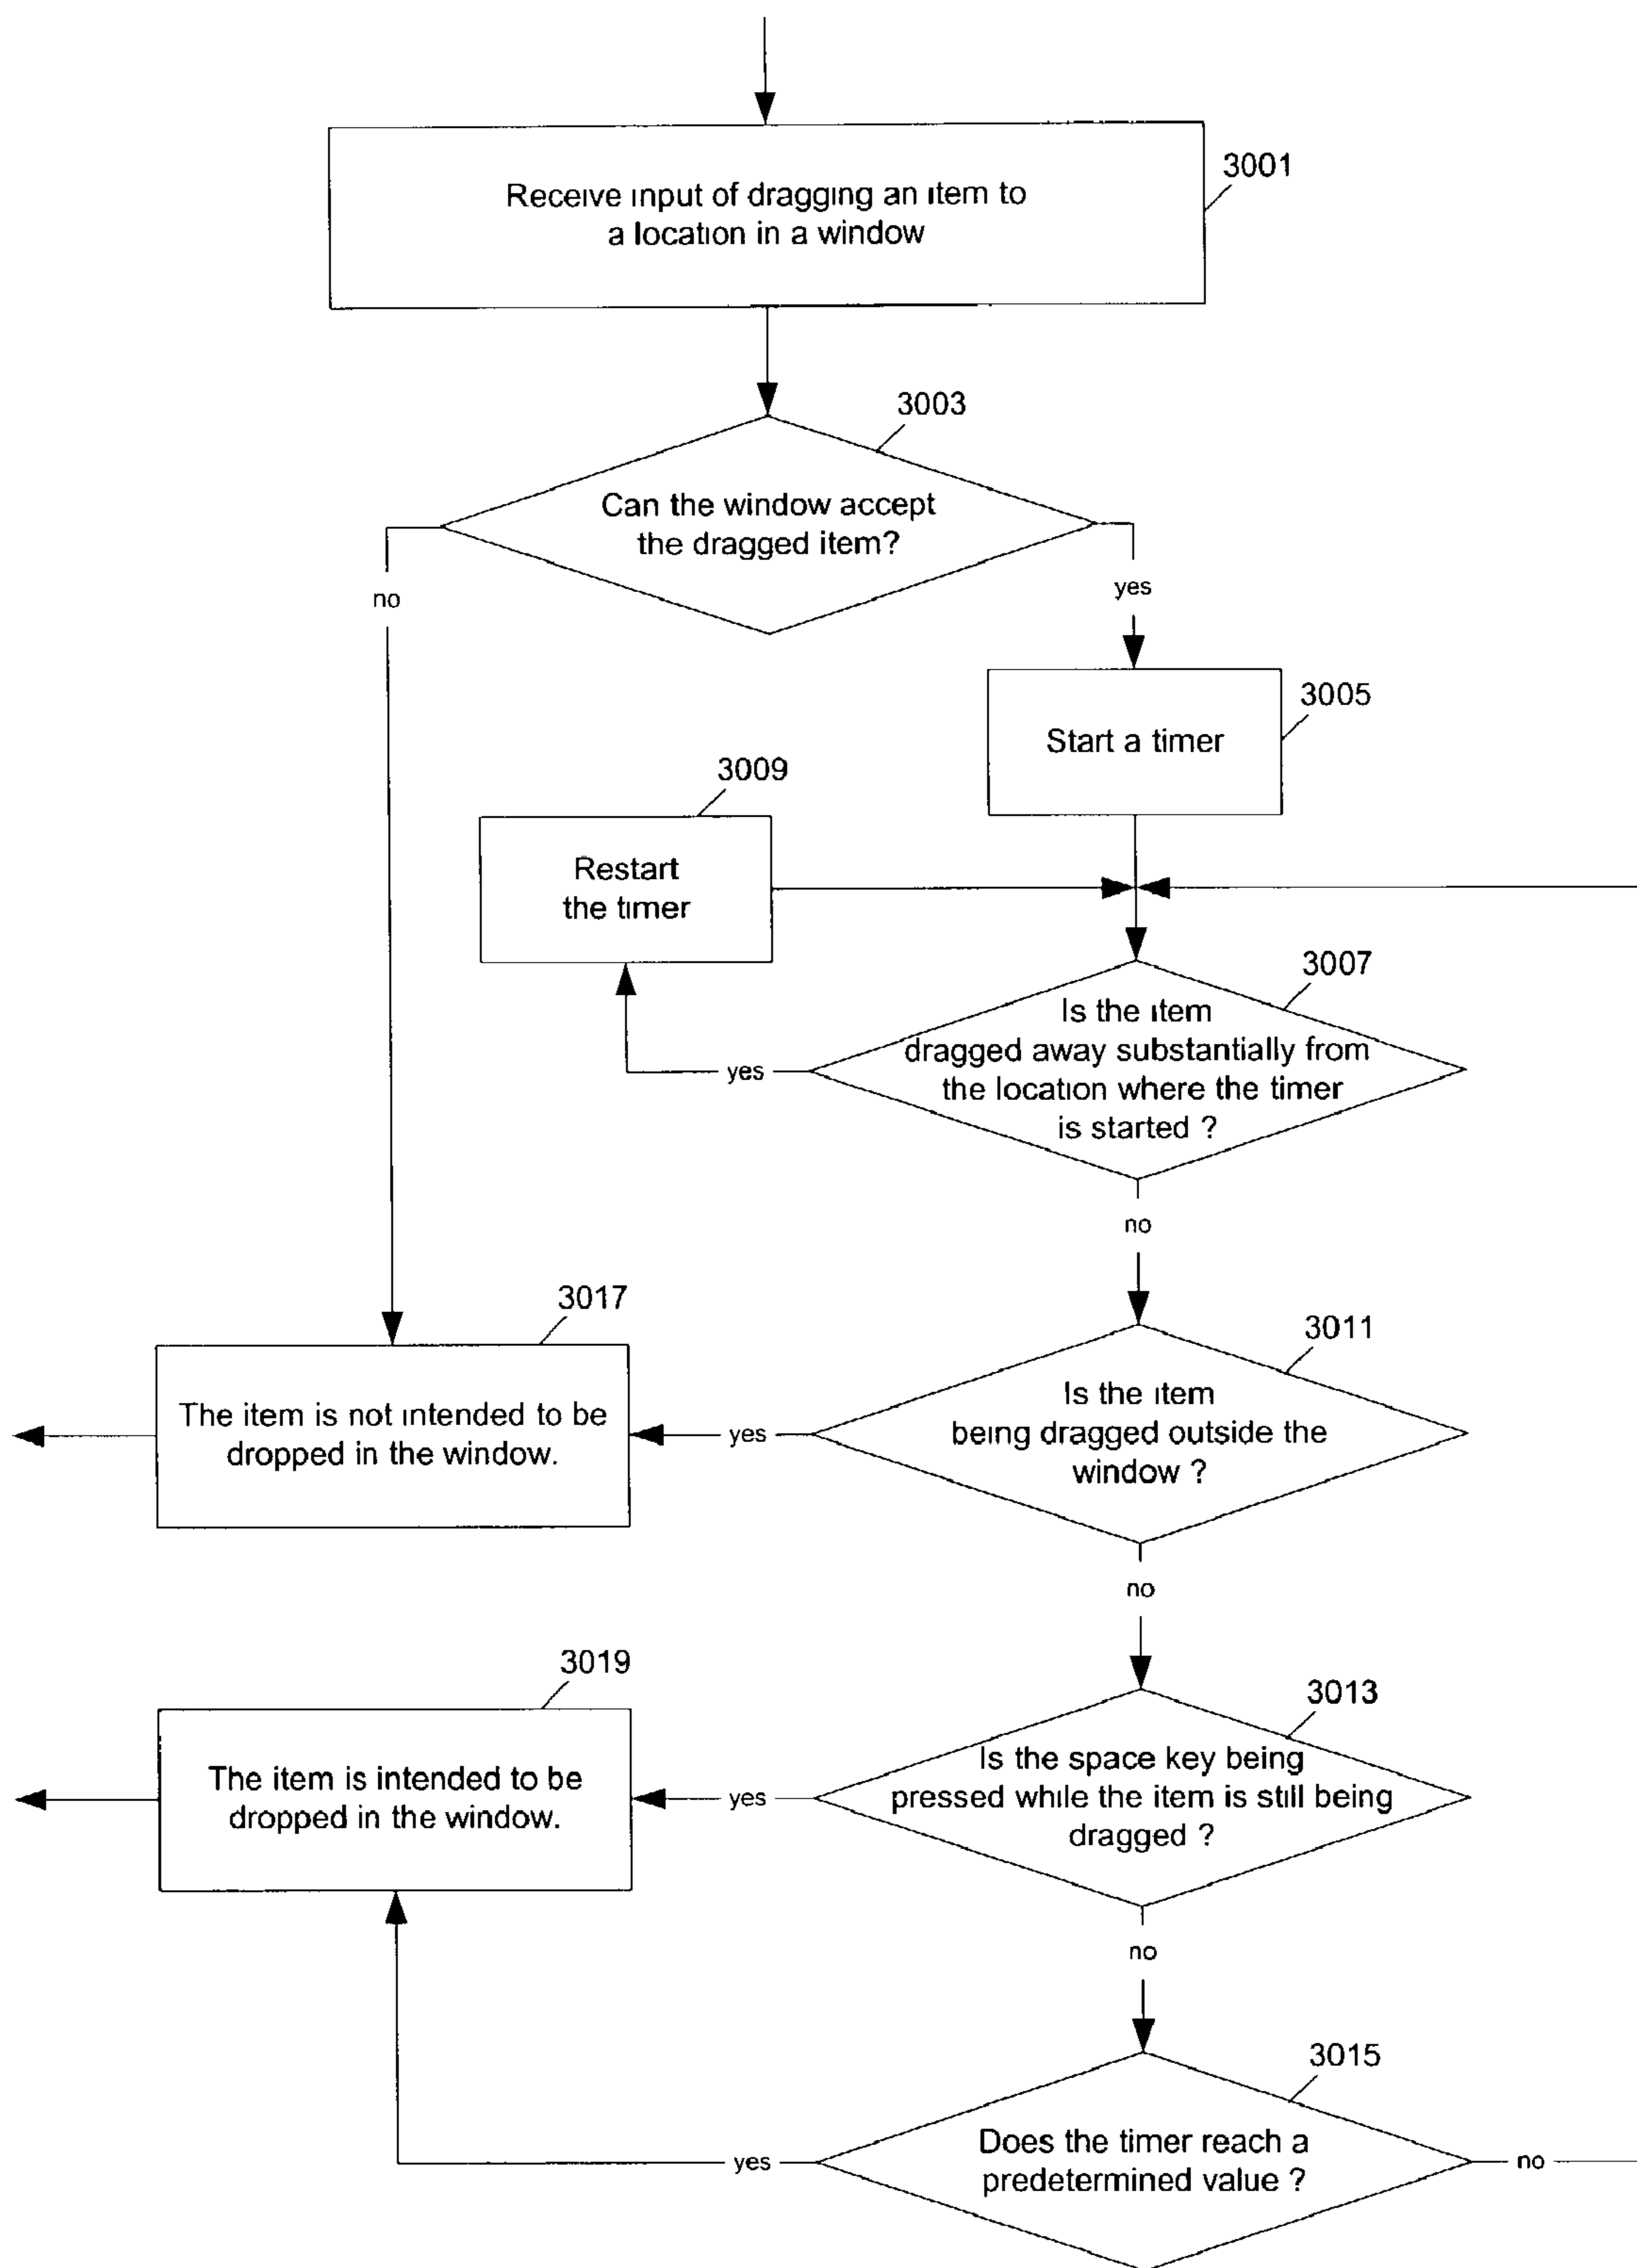 3001
Receive input of dragging an item to
a location in a window
3003
Can the window accept
the dragged item?
no
yes
3005
Start a timer
3009
Restart
the timer
3007
Is the item
dragged away substantially from
the location where the timer
is started ?
yes
no
3017
The item is not intended to be
dropped in the window.
3011
Is the item
being dragged outside the
window ?
yes
no
3019
The item is intended to be
dropped in the window.
3013
Is the space key being
pressed while the item is still being
dragged ?
yes
no
3015
Does the timer reach a
predetermined value ?
yes
no